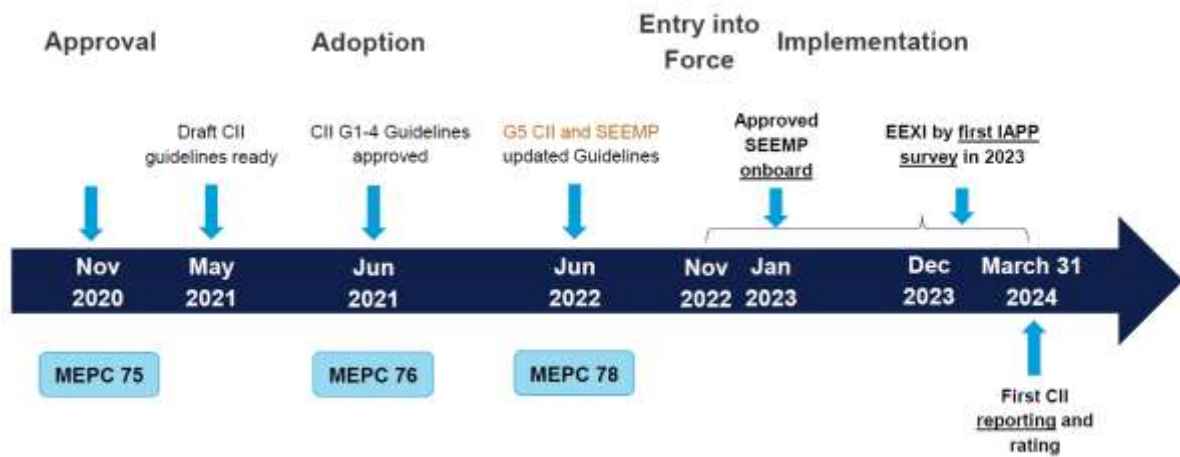 Approval
Adoption
Entry into
Force
Implementation
Draft CII
guidelines ready
CII G1-4 Guidelines
approved
G5 CII and SEEMP
updated Guidelines
Approved
SEEMP
onboard
EEXI by first IAPP
survey in 2023
Nov
2020
May
2021
Jun
2021
Jun
2022
Nov
2022
Jan
2023
Dec
2023
March 31
2024
MEPC 75
MEPC 76
MEPC 78
First CII
reporting and
rating